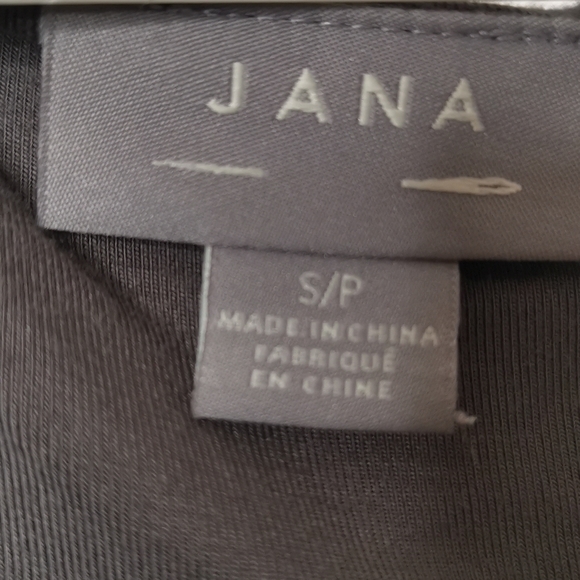 JANA
S/P
MADE IN CHINA
FABRIQUÉ
EN CHINE